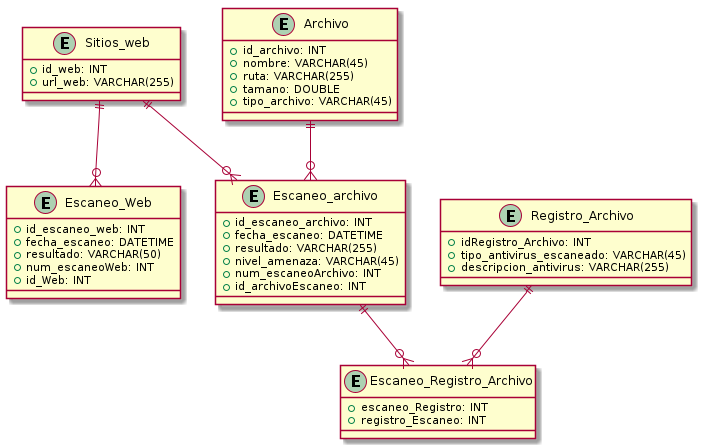 E Sitios_web
id_web: INT
url_web: VARCHAR(255)
E Archivo
id_archivo: INT
nombre: VARCHAR(45)
ruta: VARCHAR(255)
tamano: DOUBLE
tipo_archivo: VARCHAR(45)
E Escaneo_Web
id_escaneo_web: INT
fecha_escaneo: DATETIME
resultado: VARCHAR(50)
num_escaneoWeb: INT
id_Web: INT
E Escaneo_archivo
id_escaneo_archivo: INT
fecha_escaneo: DATETIME
resultado: VARCHAR(255)
nivel_amenaza: VARCHAR(45)
num_escaneoArchivo: INT
id_archivoEscaneo: INT
E Registro_Archivo
idRegistro_Archivo: INT
tipo_antivirus_escaneado: VARCHAR(45)
descripcion_antivirus: VARCHAR(255)
E Escaneo_Registro_Archivo
escaneo_Registro: INT
registro_Escaneo: INT